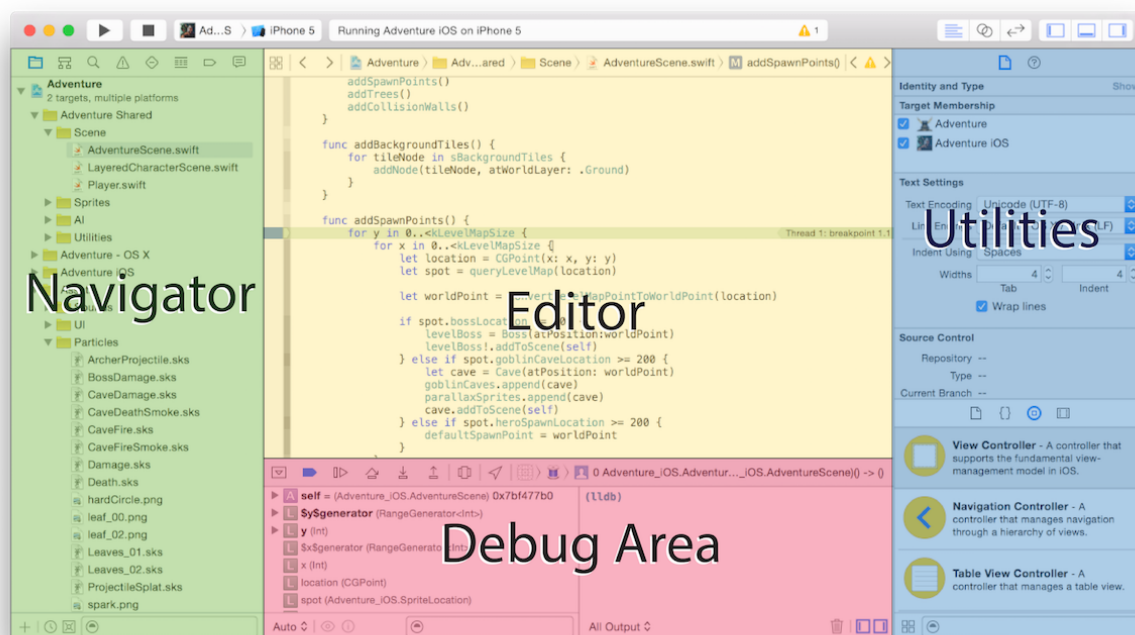 Ad...S
iPhone 5
Running Adventure iOS on iPhone 5
1
Adventure
2 targets, multiple platforms
Adventure Shared
Scene
AdventureScene.swift
LayeredCharacterScene.swift
Player.swift
Sprites
AI
Utilities
Adventure - OS X
Adventure iOS
Navigator
UI
Particles
ArcherProjectile.sks
BossDamage.sks
CaveDamage.sks
CaveDeathSmoke.sks
CaveFire.sks
CaveFireSmoke.sks
Damage.sks
Death.sks
hardCircle.png
leaf_00.png
leaf_02.png
Leaves_01.sks
Leaves_02.sks
ProjectileSplat.sks
spark.png
Adventure
Adv...ared
Scene
AdventureScene.swift
M addSpawnPoints()
addSpawnPoints()
addTrees()
addCollisionWalls()
}
func addBackgroundTiles() {
for tileNode in sBackgroundTiles {
addNode(tileNode, atWorldLayer: .Ground)
}
}
func addSpawnPoints() {
for y in 0..<kLevelMapSize {
Thread 1: breakpoint 1.1
for x in 0..<kLevelMapSize {
let location = CGPoint(x: x, y: y)
let spot = queryLevelMap(location)
let worldPoint = convertLevelMapPointToWorldPoint(location)
Editor
if spot.bossLocation
levelBoss = Boss(atPosition:worldPoint)
levelBoss!.addToScene(self)
} else if spot.goblinCaveLocation >= 200 {
let cave = Cave(atPosition: worldPoint)
goblinCaves.append(cave)
parallaxSprites.append(cave)
cave.addToScene(self)
} else if spot.heroSpawnLocation >= 200 {
defaultSpawnPoint = worldPoint
}
0 Adventure_iOS.Adventur..._iOS.AdventureScene)() -> ()
A self = (Adventure_iOS.AdventureScene) 0x7bf477b0
L $y$generator (RangeGenerator<Int>)
L y (Int)
L $x$generator (RangeGenerator<Int>)
L x (Int)
L location (CGPoint)
L spot (Adventure_iOS.SpriteLocation)
(lldb)
Debug Area
Auto
All Output
Identity and Type
Show
Target Membership
Adventure
Adventure iOS
Text Settings
Text Encoding Unicode (UTF-8)
Utilities
Indent Using Spaces
Widths 4 4
Tab Indent
Wrap lines
Source Control
Repository --
Type --
Current Branch --
View Controller - A controller that
supports the fundamental view-
management model in iOS.
Navigation Controller - A
controller that manages navigation
through a hierarchy of views.
Table View Controller - A
controller that manages a table view.